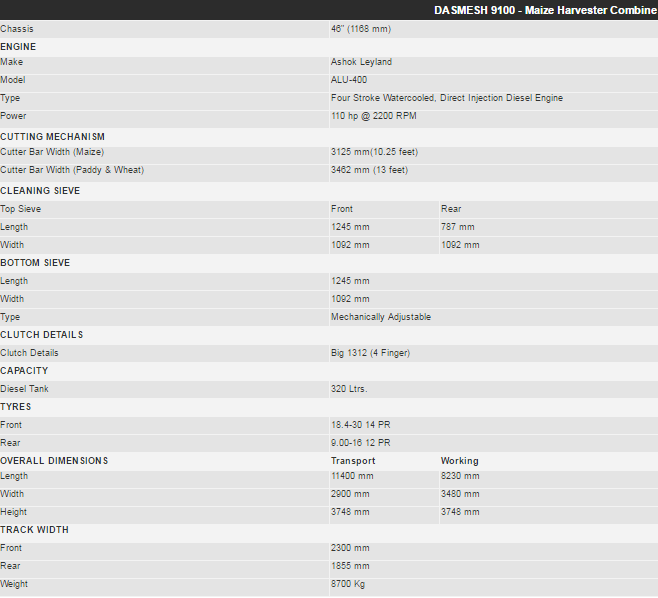 DASMESH 9100 - Maize Harvester Combine
Chassis 46" (1168 mm)
ENGINE
Make Ashok Leyland
Model ALU-400
Type Four Stroke Watercooled, Direct Injection Diesel Engine
Power 110 hp @ 2200 RPM
CUTTING MECHANISM
Cutter Bar Width (Maize) 3125 mm(10.25 feet)
Cutter Bar Width (Paddy & Wheat) 3462 mm (13 feet)
CLEANING SIEVE
Top Sieve Front Rear
Length 1245 mm 787 mm
Width 1092 mm 1092 mm
BOTTOM SIEVE
Length 1245 mm
Width 1092 mm
Type Mechanically Adjustable
CLUTCH DETAILS
Clutch Details Big 1312 (4 Finger)
CAPACITY
Diesel Tank 320 Ltrs.
TYRES
Front 18.4-30 14 PR
Rear 9.00-16 12 PR
OVERALL DIMENSIONS Transport Working
Length 11400 mm 8230 mm
Width 2900 mm 3480 mm
Height 3748 mm 3748 mm
TRACK WIDTH
Front 2300 mm
Rear 1855 mm
Weight 8700 Kg